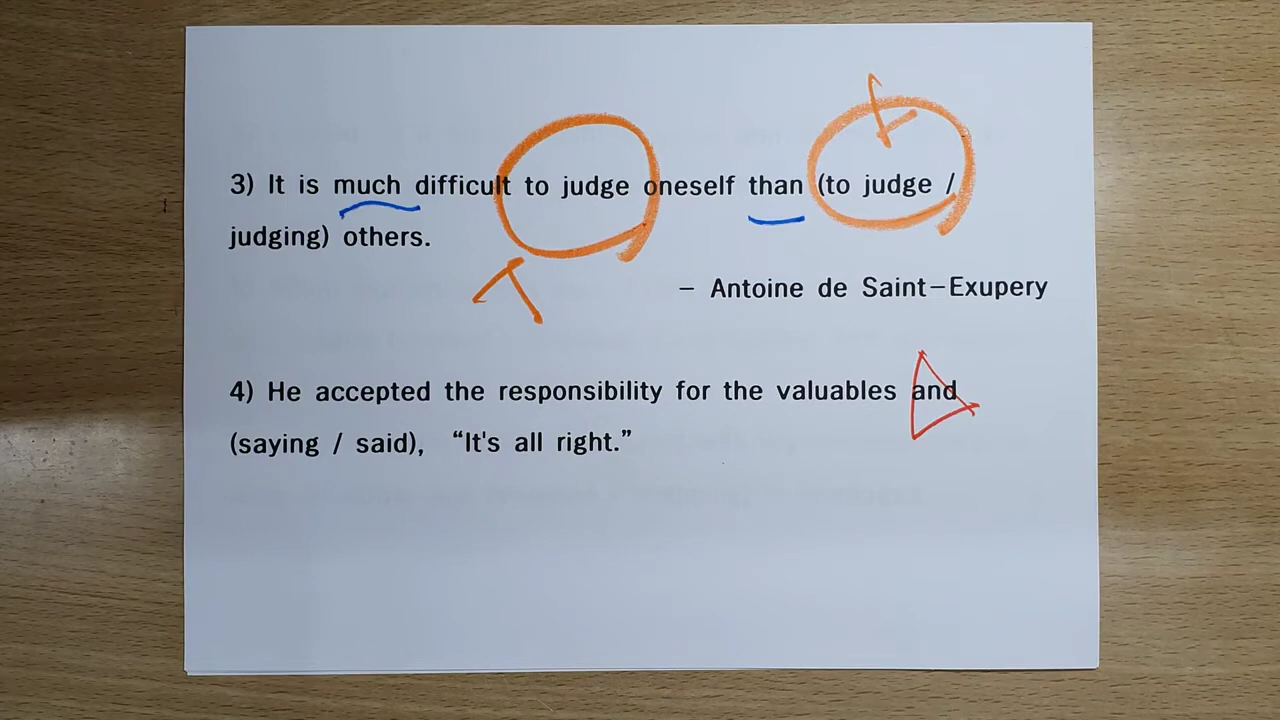 3) It is much difficult to judge oneself than (to judge /
judging) others.
- Antoine de Saint-Exupery
4) He accepted the responsibility for the valuables and
(saying / said), “It's all right.”